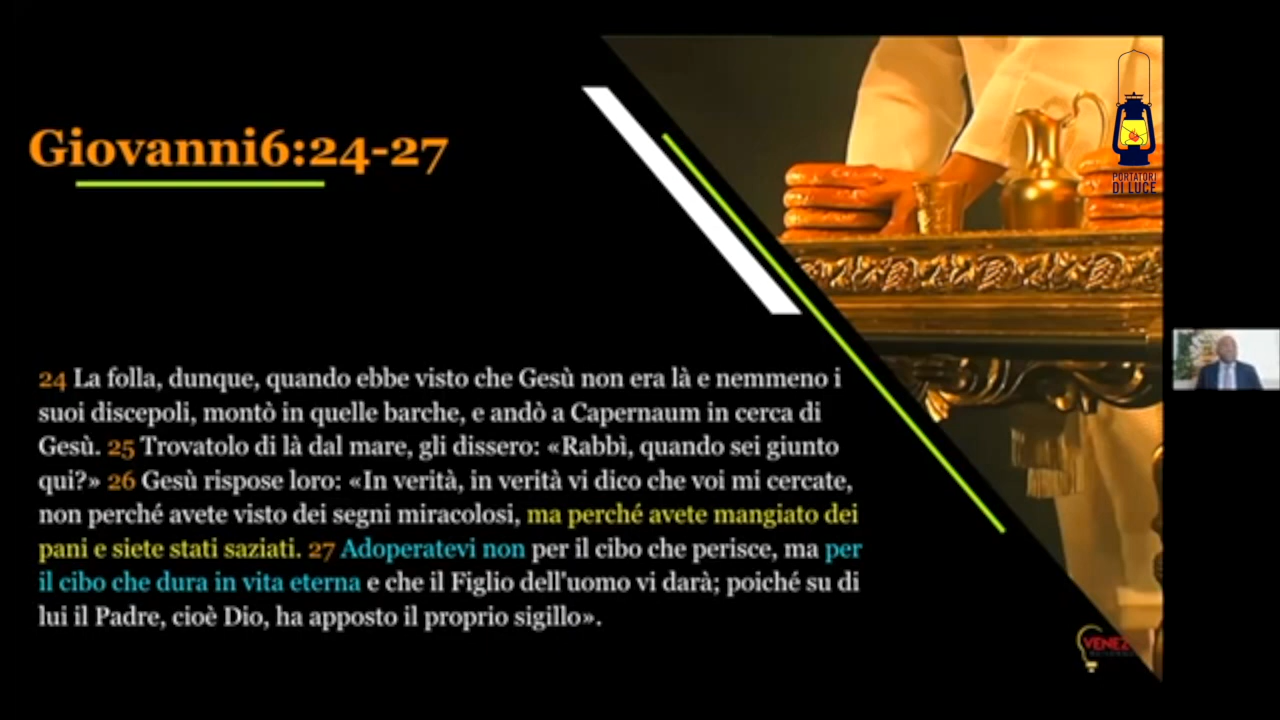 Giovanni6:24-27
PORTATORI
DI LUCE
24 La folla, dunque, quando ebbe visto che Gesù non era là e nemmeno i
suoi discepoli, montò in quelle barche, e andò a Capernaum in cerca di
Gesù. 25 Trovatolo di là dal mare, gli dissero: «Rabbì, quando sei giunto
qui?» 26 Gesù rispose loro: «In verità, in verità vi dico che voi mi cercate,
non perché avete visto dei segni miracolosi, ma perché avete mangiato dei
pani e siete stati saziati. 27 Adoperatevi non per il cibo che perisce, ma per
il cibo che dura in vita eterna e che il Figlio dell'uomo vi darà; poiché su di
lui il Padre, cioè Dio, ha apposto il proprio sigillo».